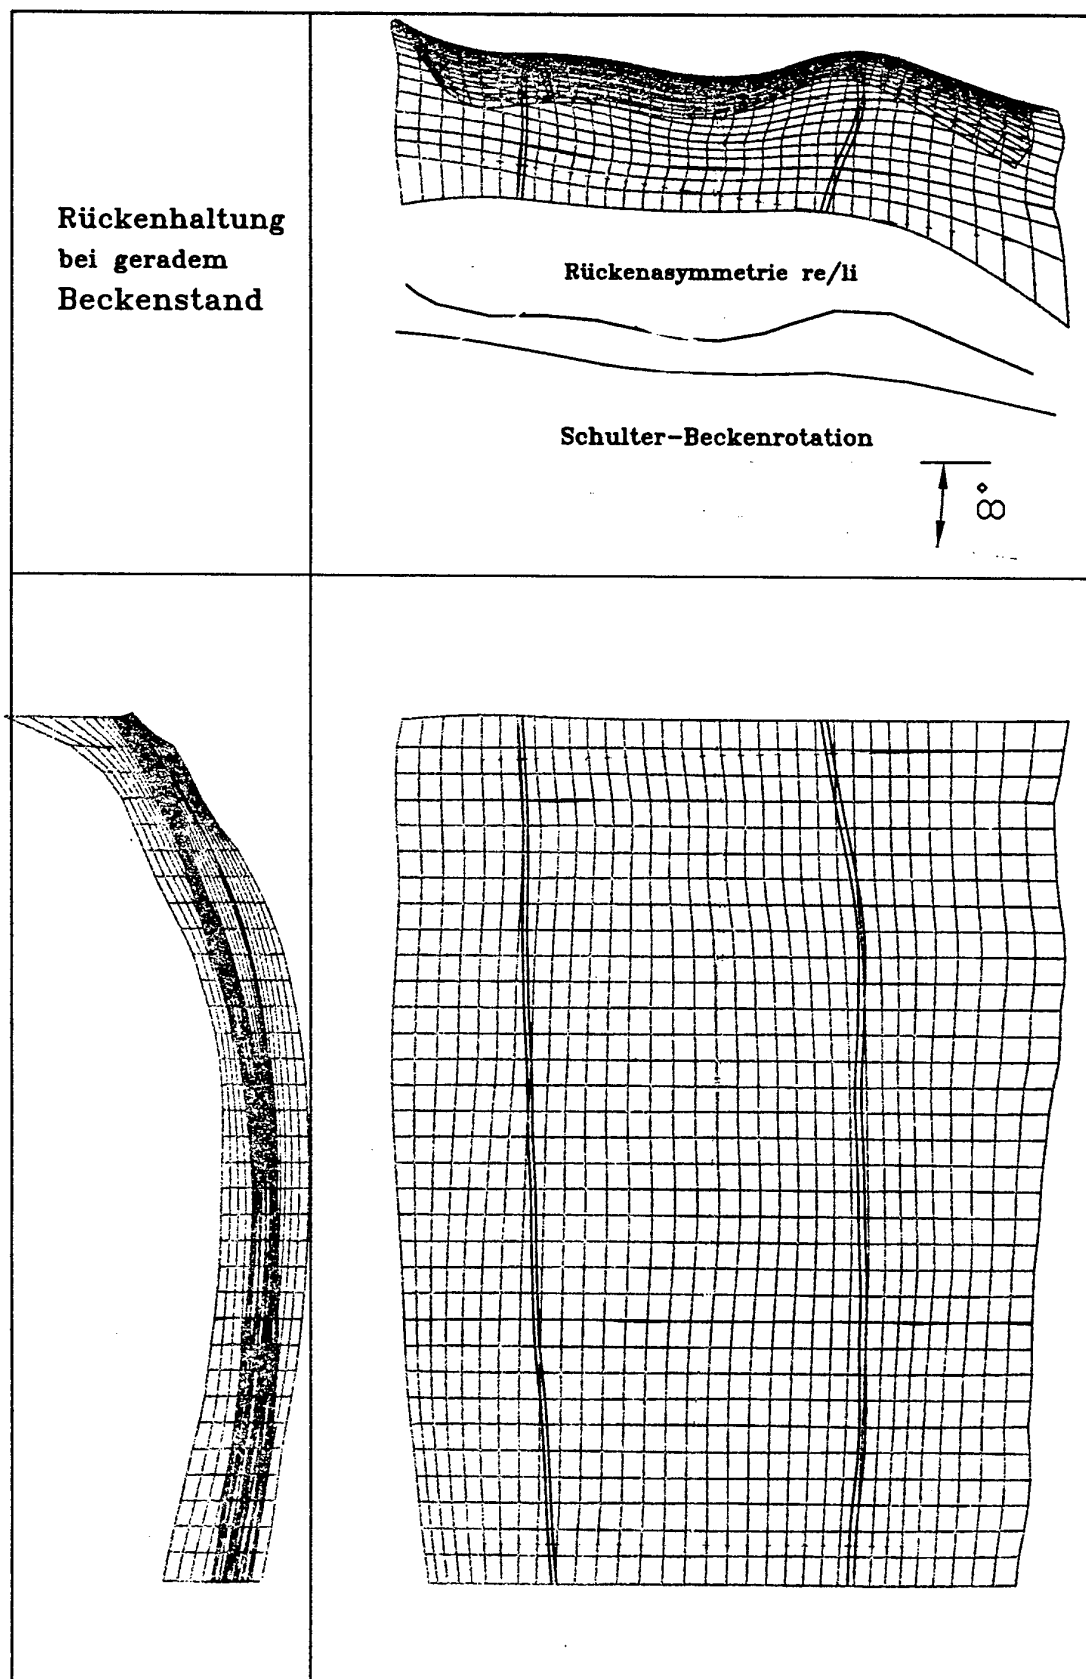 Rückenhaltung
bei geradem
Beckenstand
Rückenasymmetrie re/li
Schulter-Beckenrotation
8°